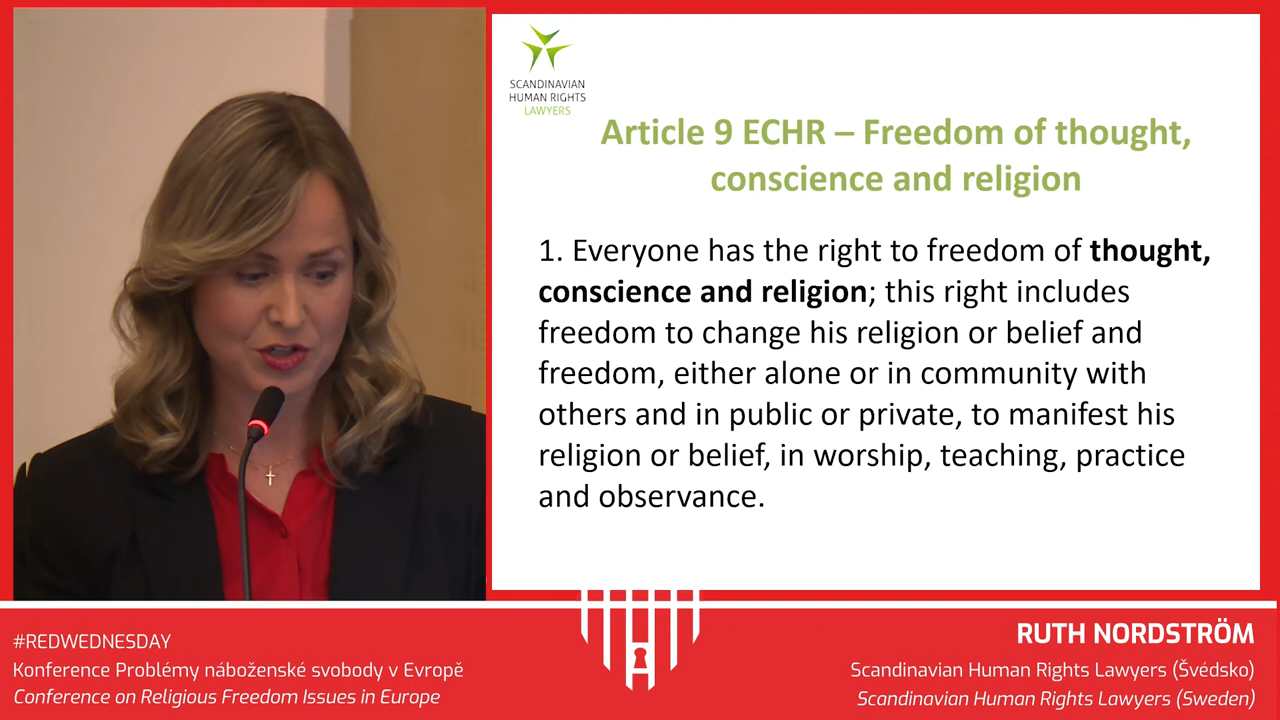 SCANDINAVIAN
HUMAN RIGHTS
LAWYERS
Article 9 ECHR – Freedom of thought,
conscience and religion
1. Everyone has the right to freedom of thought,
conscience and religion; this right includes
freedom to change his religion or belief and
freedom, either alone or in community with
others and in public or private, to manifest his
religion or belief, in worship, teaching, practice
and observance.
#REDWEDNESDAY
Konference Problémy náboženské svobody v Evropě
Conference on Religious Freedom Issues in Europe
RUTH NORDSTRÖM
Scandinavian Human Rights Lawyers (Švédsko)
Scandinavian Human Rights Lawyers (Sweden)